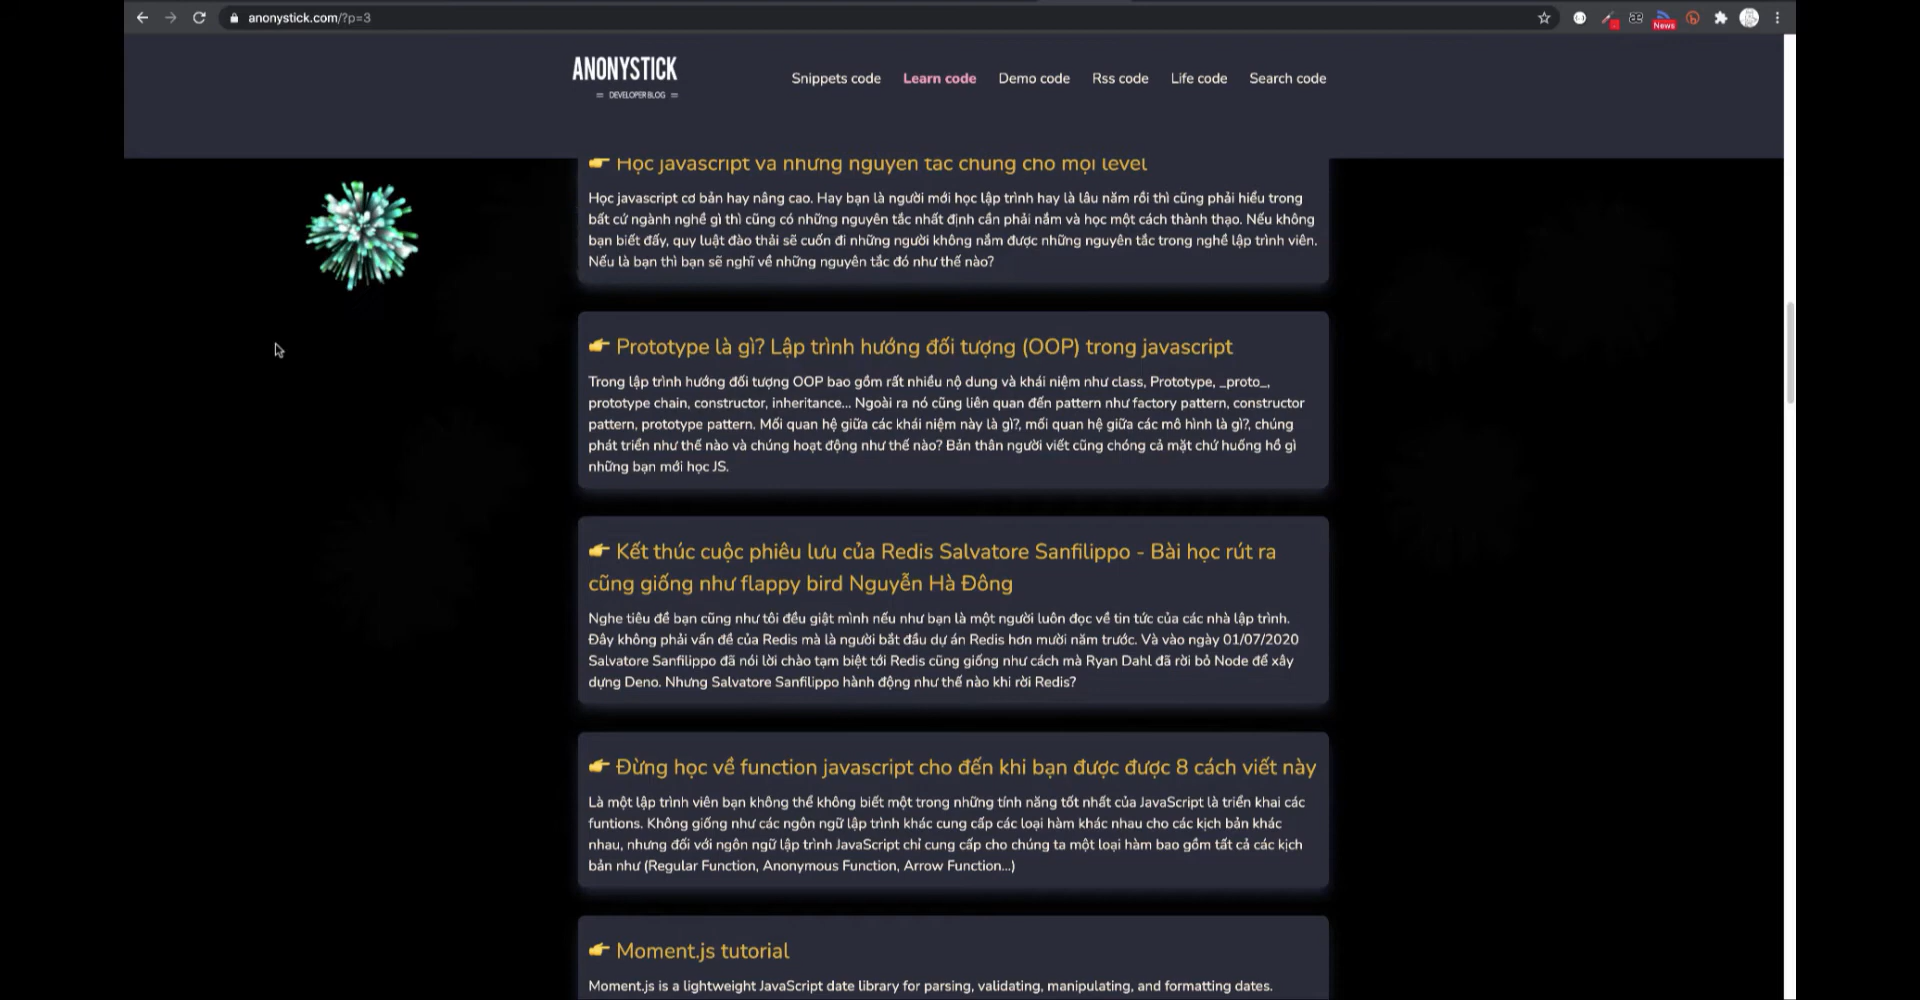 anonystick.com/?p=3
News
ANONYSTICK
= DEVELOPER BLOG =
Snippets code
Learn code
Demo code
Rss code
Life code
Search code
Học javascript và những nguyên tắc chung cho mọi level
Học javascript cơ bản hay nâng cao. Hay bạn là người mới học lập trình hay là lâu năm rồi thì cũng phải hiểu trong
bất cứ ngành nghề gì thì cũng có những nguyên tắc nhất định cần phải nắm và học một cách thành thạo. Nếu không
bạn biết đấy, quy luật đào thải sẽ cuốn đi những người không nắm được những nguyên tắc trong nghề lập trình viên.
Nếu là bạn thì bạn sẽ nghĩ về những nguyên tắc đó như thế nào?
Prototype là gì? Lập trình hướng đối tượng (OOP) trong javascript
Trong lập trình hướng đối tượng OOP bao gồm rất nhiều nộ dung và khái niệm như class, Prototype, _proto_,
prototype chain, constructor, inheritance... Ngoài ra nó cũng liên quan đến pattern như factory pattern, constructor
pattern, prototype pattern. Mối quan hệ giữa các khái niệm này là gì?, mối quan hệ giữa các mô hình là gì?, chúng
phát triển như thế nào và chúng hoạt động như thế nào? Bản thân người viết cũng chóng cả mặt chứ huống hồ gì
những bạn mới học JS.
Kết thúc cuộc phiêu lưu của Redis Salvatore Sanfilippo - Bài học rút ra
cũng giống như flappy bird Nguyễn Hà Đông
Nghe tiêu đề bạn cũng như tôi đều giật mình nếu như bạn là một người luôn đọc về tin tức của các nhà lập trình.
Đây không phải vấn đề của Redis mà là người bắt đầu dự án Redis hơn mười năm trước. Và vào ngày 01/07/2020
Salvatore Sanfilippo đã nói lời chào tạm biệt tới Redis cũng giống như cách mà Ryan Dahl đã rời bỏ Node để xây
dựng Deno. Nhưng Salvatore Sanfilippo hành động như thế nào khi rời Redis?
Đừng học về function javascript cho đến khi bạn được được 8 cách viết này
Là một lập trình viên bạn không thể không biết một trong những tính năng tốt nhất của JavaScript là triển khai các
funtions. Không giống như các ngôn ngữ lập trình khác cung cấp các loại hàm khác nhau cho các kịch bản khác
nhau, nhưng đối với ngôn ngữ lập trình JavaScript chỉ cung cấp cho chúng ta một loại hàm bao gồm tất cả các kịch
bản như (Regular Function, Anonymous Function, Arrow Function...)
Moment.js tutorial
Moment.js is a lightweight JavaScript date library for parsing, validating, manipulating, and formatting dates.